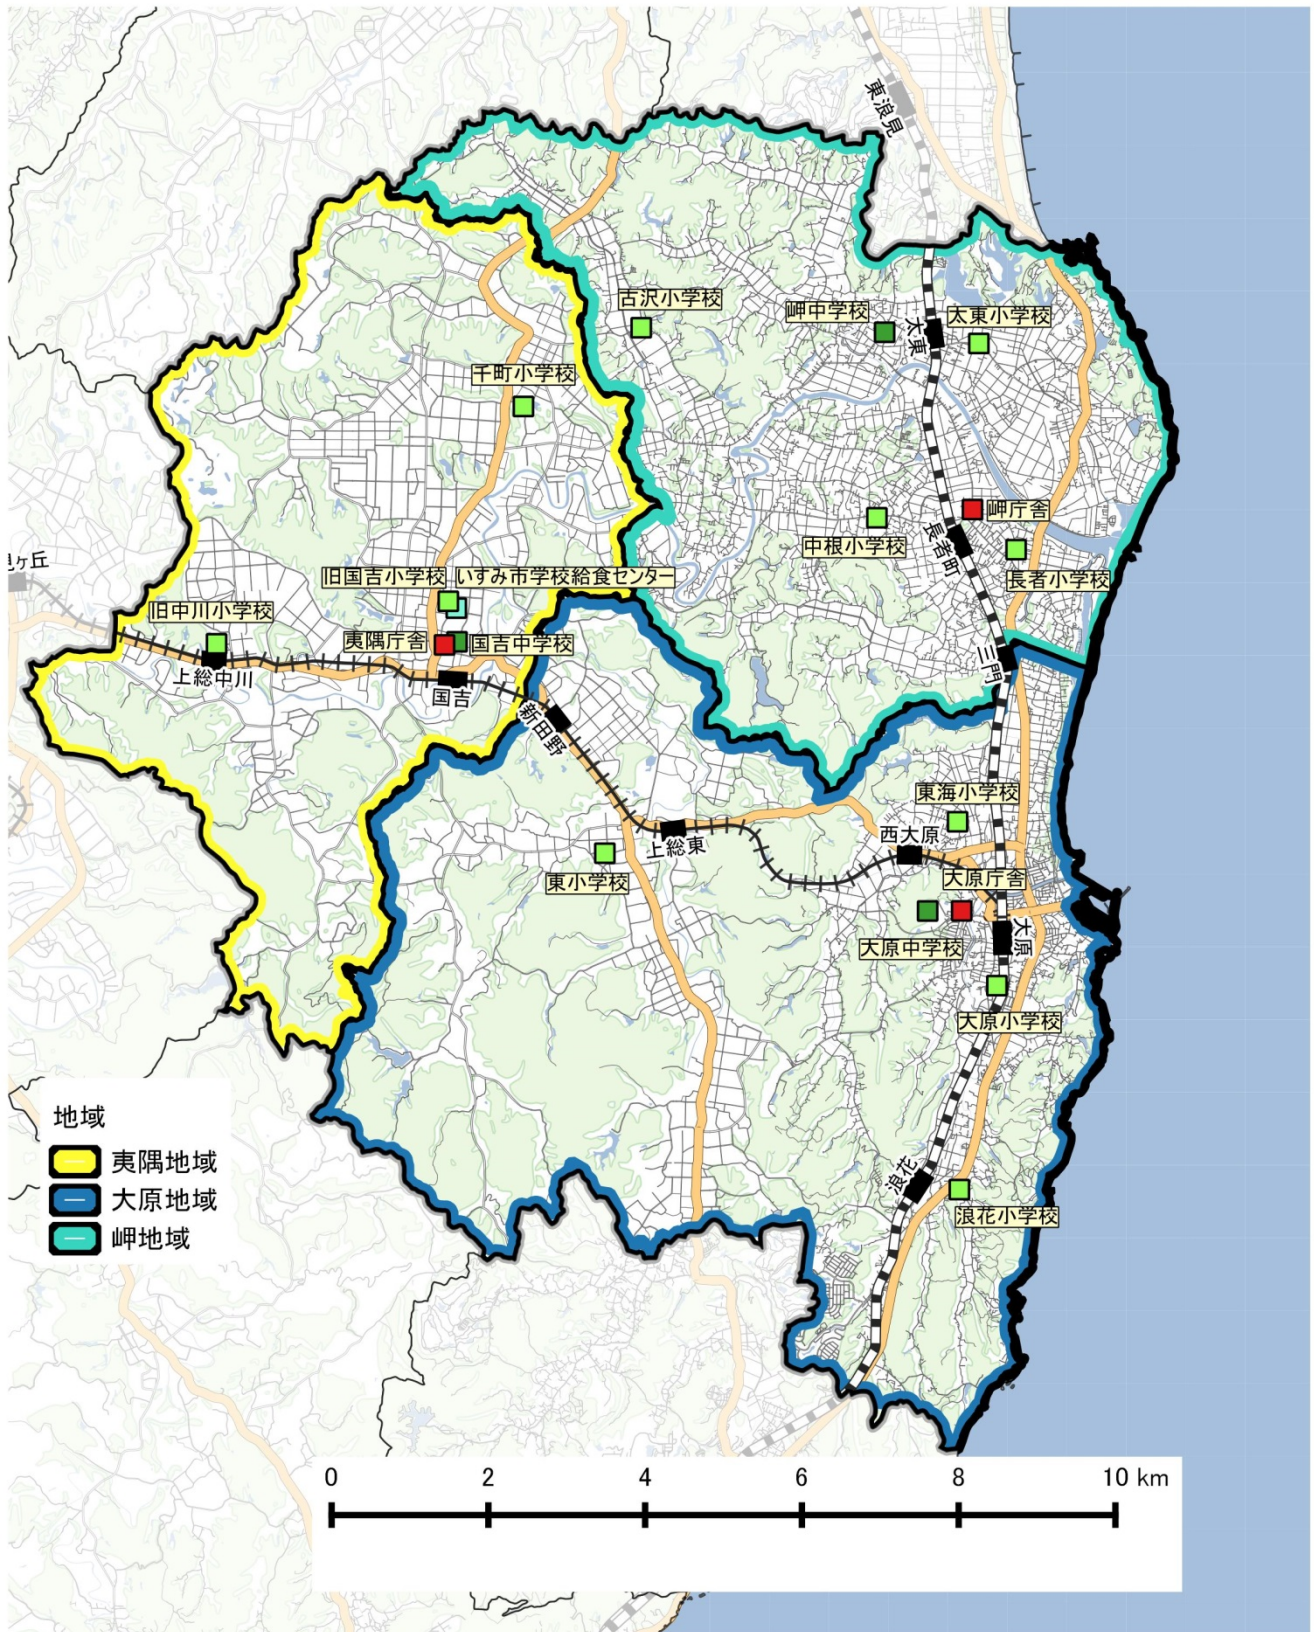 東浪見
古沢小学校
岬中学校
太東小学校
太東
千町小学校
岬庁舎
中根小学校
長者町
長者小学校
見ヶ丘
旧国吉小学校
いすみ市学校給食センター
旧中川小学校
夷隅庁舎
国吉中学校
三門
上総中川
国吉
新田野
東海小学校
西大原
上総東
東小学校
大原庁舎
大原中学校
大原
大原小学校
地域
夷隅地域
大原地域
岬地域
浪花
浪花小学校
0 2 4 6 8 10 km